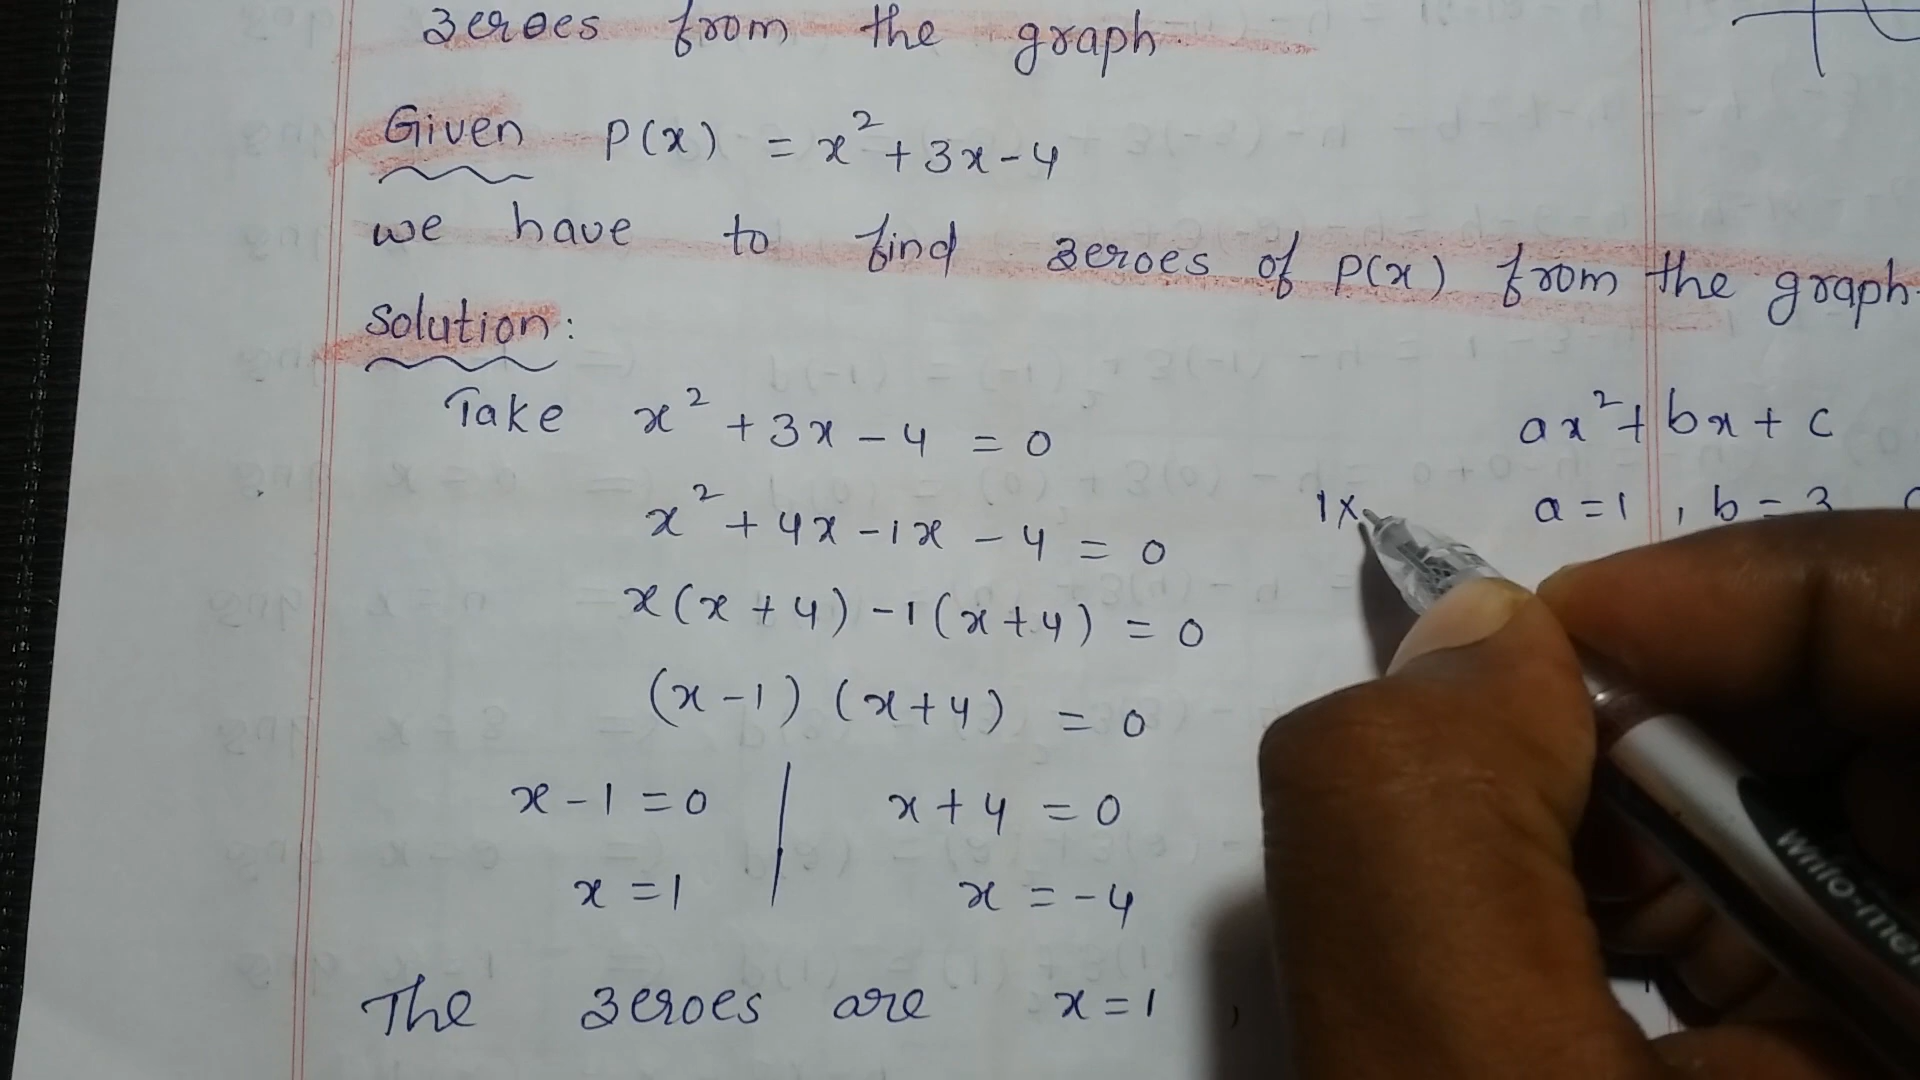 zeroes from the graph.
Given P(x) = x² + 3x - 4
we have to find zeroes of P(x) from the graph.
Solution:
Take x² + 3x - 4 = 0
ax² + bx + c
x² + 4x - 1x - 4 = 0
1x
a = 1, b = 3
x(x + 4) - 1(x + 4) = 0
(x - 1) (x + 4) = 0
x - 1 = 0 | x + 4 = 0
x = 1 x = -4
The zeroes are x = 1 ,